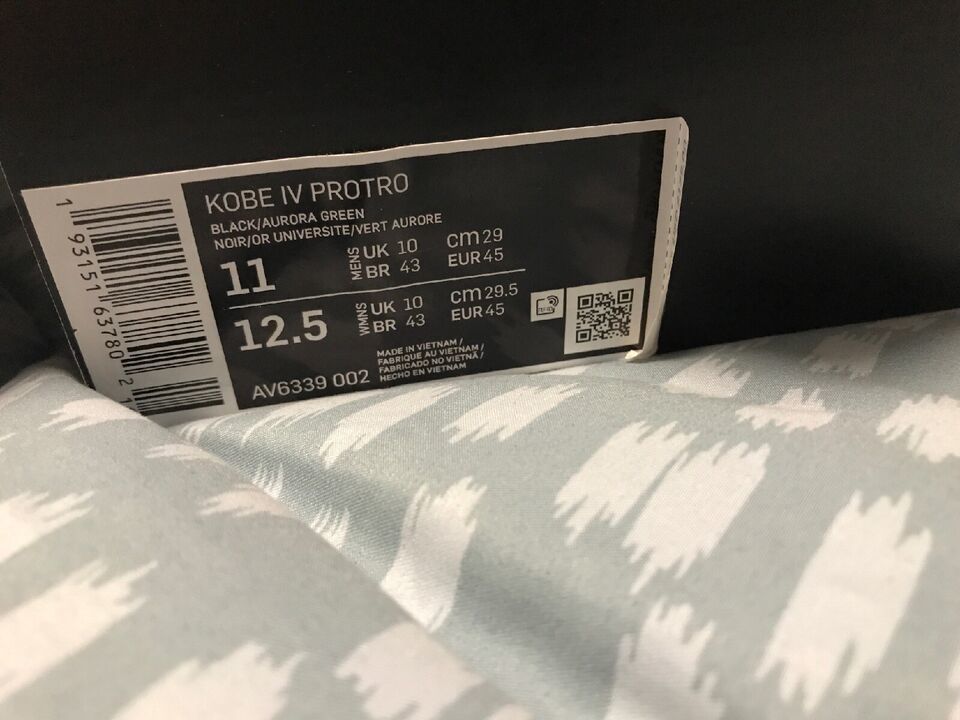 KOBE IV PROTRO
BLACK/AURORA GREEN
NOIR/OR UNIVERSITE/VERT AURORE
11 MENS UK 10 cm 29
BR 43 EUR 45
12.5 WMNS UK 10 cm 29.5
BR 43 EUR 45
MADE IN VIETNAM /
FABRIQUE AU VIETNAM /
FABRICADO NO VIETNÃ /
HECHO EN VIETNAM
AV6339 002
1 93151 63780 2